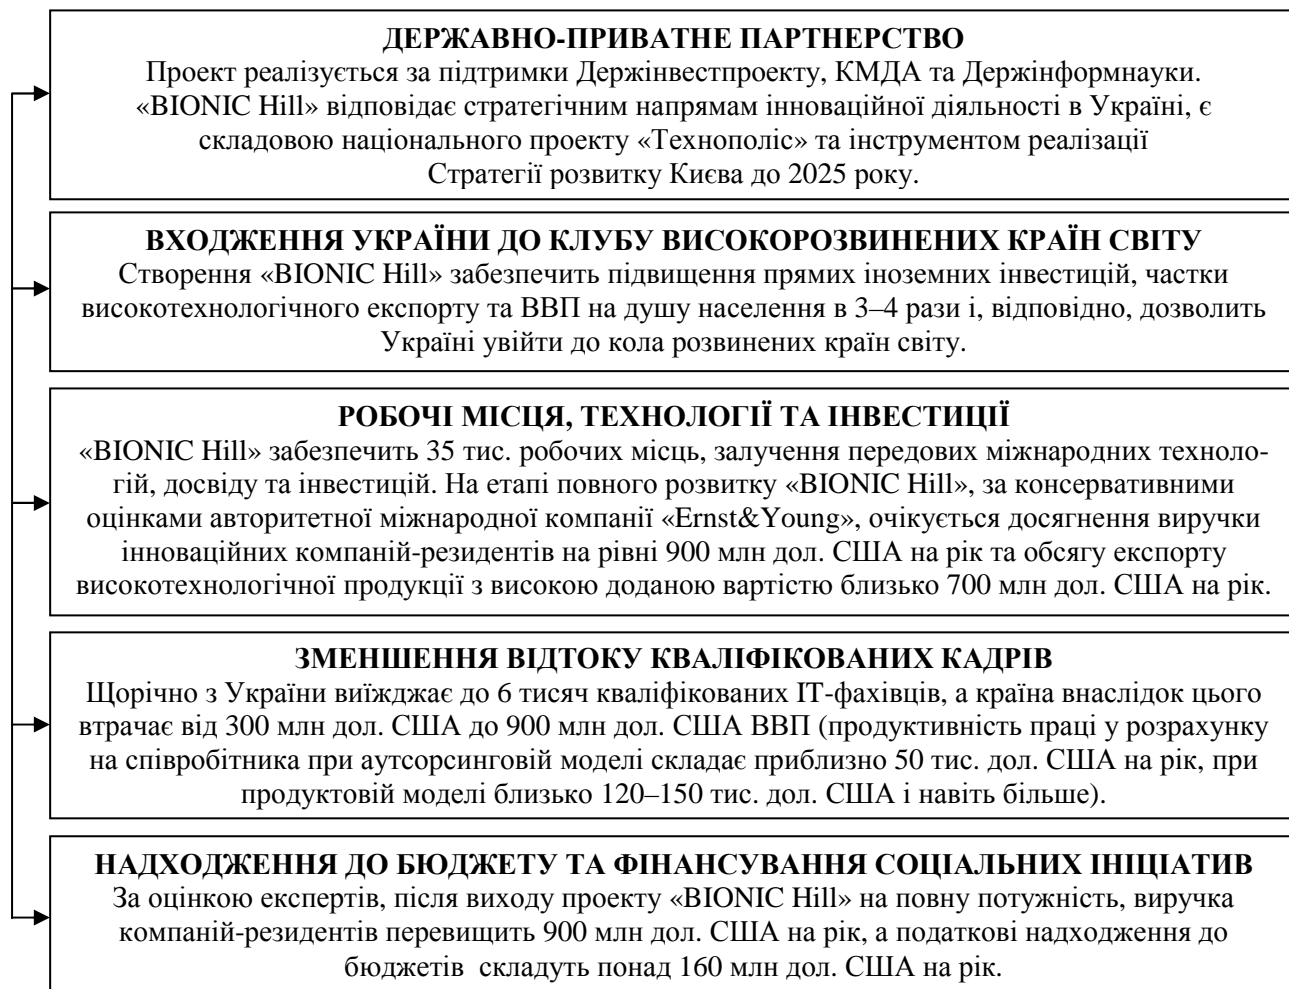 ДЕРЖАВНО-ПРИВАТНЕ ПАРТНЕРСТВО
Проект реалізується за підтримки Держінвестпроекту, КМДА та Держінформнауки.
«BIONIC Hill» відповідає стратегічним напрямам інноваційної діяльності в Україні, є
складовою національного проекту «Технополіс» та інструментом реалізації
Стратегії розвитку Києва до 2025 року.
ВХОДЖЕННЯ УКРАЇНИ ДО КЛУБУ ВИСОКОРОЗВИНЕНИХ КРАЇН СВІТУ
Створення «BIONIC Hill» забезпечить підвищення прямих іноземних інвестицій, частки
високотехнологічного експорту та ВВП на душу населення в 3–4 рази і, відповідно, дозволить
Україні увійти до кола розвинених країн світу.
РОБОЧІ МІСЦЯ, ТЕХНОЛОГІЇ ТА ІНВЕСТИЦІЇ
«BIONIC Hill» забезпечить 35 тис. робочих місць, залучення передових міжнародних техноло-
гій, досвіду та інвестицій. На етапі повного розвитку «BIONIC Hill», за консервативними
оцінками авторитетної міжнародної компанії «Ernst&Young», очікується досягнення виручки
інноваційних компаній-резидентів на рівні 900 млн дол. США на рік та обсягу експорту
високотехнологічної продукції з високою доданою вартістю близько 700 млн дол. США на рік.
ЗМЕНШЕННЯ ВІДТОКУ КВАЛІФІКОВАНИХ КАДРІВ
Щорічно з України виїжджає до 6 тисяч кваліфікованих ІТ-фахівців, а країна внаслідок цього
втрачає від 300 млн дол. США до 900 млн дол. США ВВП (продуктивність праці у розрахунку
на співробітника при аутсорсинговій моделі складає приблизно 50 тис. дол. США на рік, при
продуктовій моделі близько 120–150 тис. дол. США і навіть більше).
НАДХОДЖЕННЯ ДО БЮДЖЕТУ ТА ФІНАНСУВАННЯ СОЦІАЛЬНИХ ІНІЦІАТИВ
За оцінкою експертів, після виходу проекту «BIONIC Hill» на повну потужність, виручка
компаній-резидентів перевищить 900 млн дол. США на рік, а податкові надходження до
бюджетів складуть понад 160 млн дол. США на рік.